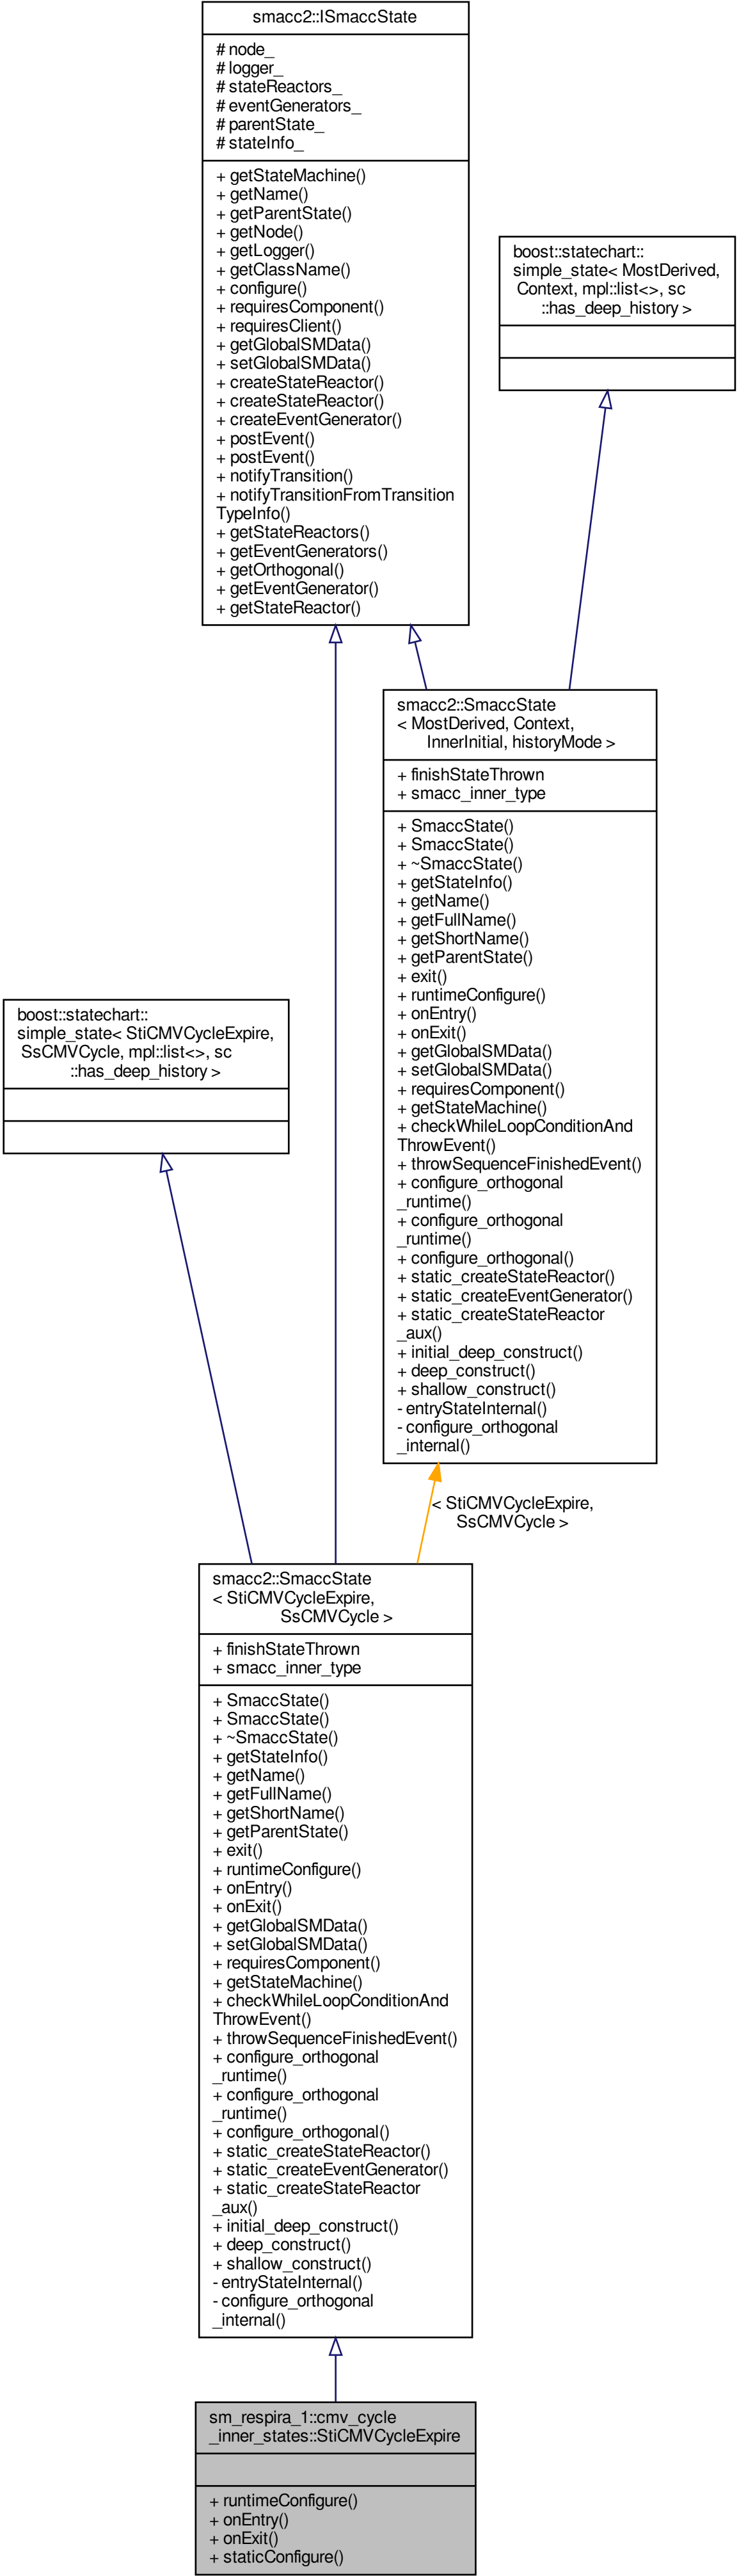 smacc2::ISmaccState
# node_
# logger_
# stateReactors_
# eventGenerators_
# parentState_
# stateInfo_
+ getStateMachine()
+ getName()
+ getParentState()
+ getNode()
+ getLogger()
+ getClassName()
+ configure()
+ requiresComponent()
+ requiresClient()
+ getGlobalSMData()
+ setGlobalSMData()
+ createStateReactor()
+ createStateReactor()
+ createEventGenerator()
+ postEvent()
+ postEvent()
+ notifyTransition()
+ notifyTransitionFromTransition
TypeInfo()
+ getStateReactors()
+ getEventGenerators()
+ getOrthogonal()
+ getEventGenerator()
+ getStateReactor()
boost::statechart::
simple_state< MostDerived,
Context, mpl::list<>, sc
::has_deep_history >
smacc2::SmaccState
< MostDerived, Context,
InnerInitial, historyMode >
+ finishStateThrown
+ smacc_inner_type
+ SmaccState()
+ SmaccState()
+ ~SmaccState()
+ getStateInfo()
+ getName()
+ getFullName()
+ getShortName()
+ getParentState()
+ exit()
+ runtimeConfigure()
+ onEntry()
+ onExit()
+ getGlobalSMData()
+ setGlobalSMData()
+ requiresComponent()
+ getStateMachine()
+ checkWhileLoopConditionAnd
ThrowEvent()
+ throwSequenceFinishedEvent()
+ configure_orthogonal
_runtime()
+ configure_orthogonal
_runtime()
+ configure_orthogonal()
+ static_createStateReactor()
+ static_createEventGenerator()
+ static_createStateReactor
_aux()
+ initial_deep_construct()
+ deep_construct()
+ shallow_construct()
- entryStateInternal()
- configure_orthogonal
_internal()
boost::statechart::
simple_state< StiCMVCycleExpire,
SsCMVCycle, mpl::list<>, sc
::has_deep_history >
< StiCMVCycleExpire,
SsCMVCycle >
smacc2::SmaccState
< StiCMVCycleExpire,
SsCMVCycle >
+ finishStateThrown
+ smacc_inner_type
+ SmaccState()
+ SmaccState()
+ ~SmaccState()
+ getStateInfo()
+ getName()
+ getFullName()
+ getShortName()
+ getParentState()
+ exit()
+ runtimeConfigure()
+ onEntry()
+ onExit()
+ getGlobalSMData()
+ setGlobalSMData()
+ requiresComponent()
+ getStateMachine()
+ checkWhileLoopConditionAnd
ThrowEvent()
+ throwSequenceFinishedEvent()
+ configure_orthogonal
_runtime()
+ configure_orthogonal
_runtime()
+ configure_orthogonal()
+ static_createStateReactor()
+ static_createEventGenerator()
+ static_createStateReactor
_aux()
+ initial_deep_construct()
+ deep_construct()
+ shallow_construct()
- entryStateInternal()
- configure_orthogonal
_internal()
sm_respira_1::cmv_cycle
_inner_states::StiCMVCycleExpire
+ runtimeConfigure()
+ onEntry()
+ onExit()
+ staticConfigure()